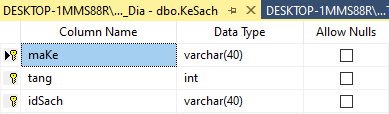 DESKTOP-1MMS88R\..._Dia - dbo.KeSach
DESKTOP-1MMS88R\
Column Name Data Type Allow Nulls
maKe varchar(40)
tang int
idSach varchar(40)